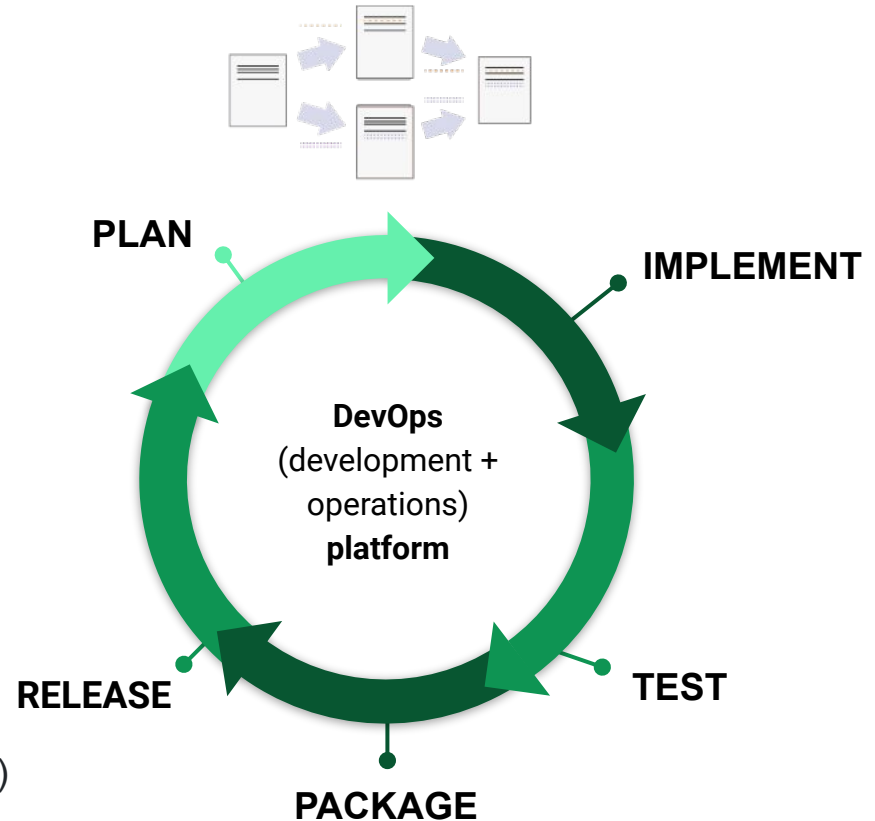 PLAN
IMPLEMENT
DevOps
(development +
operations)
platform
RELEASE
TEST
)
PACKAGE